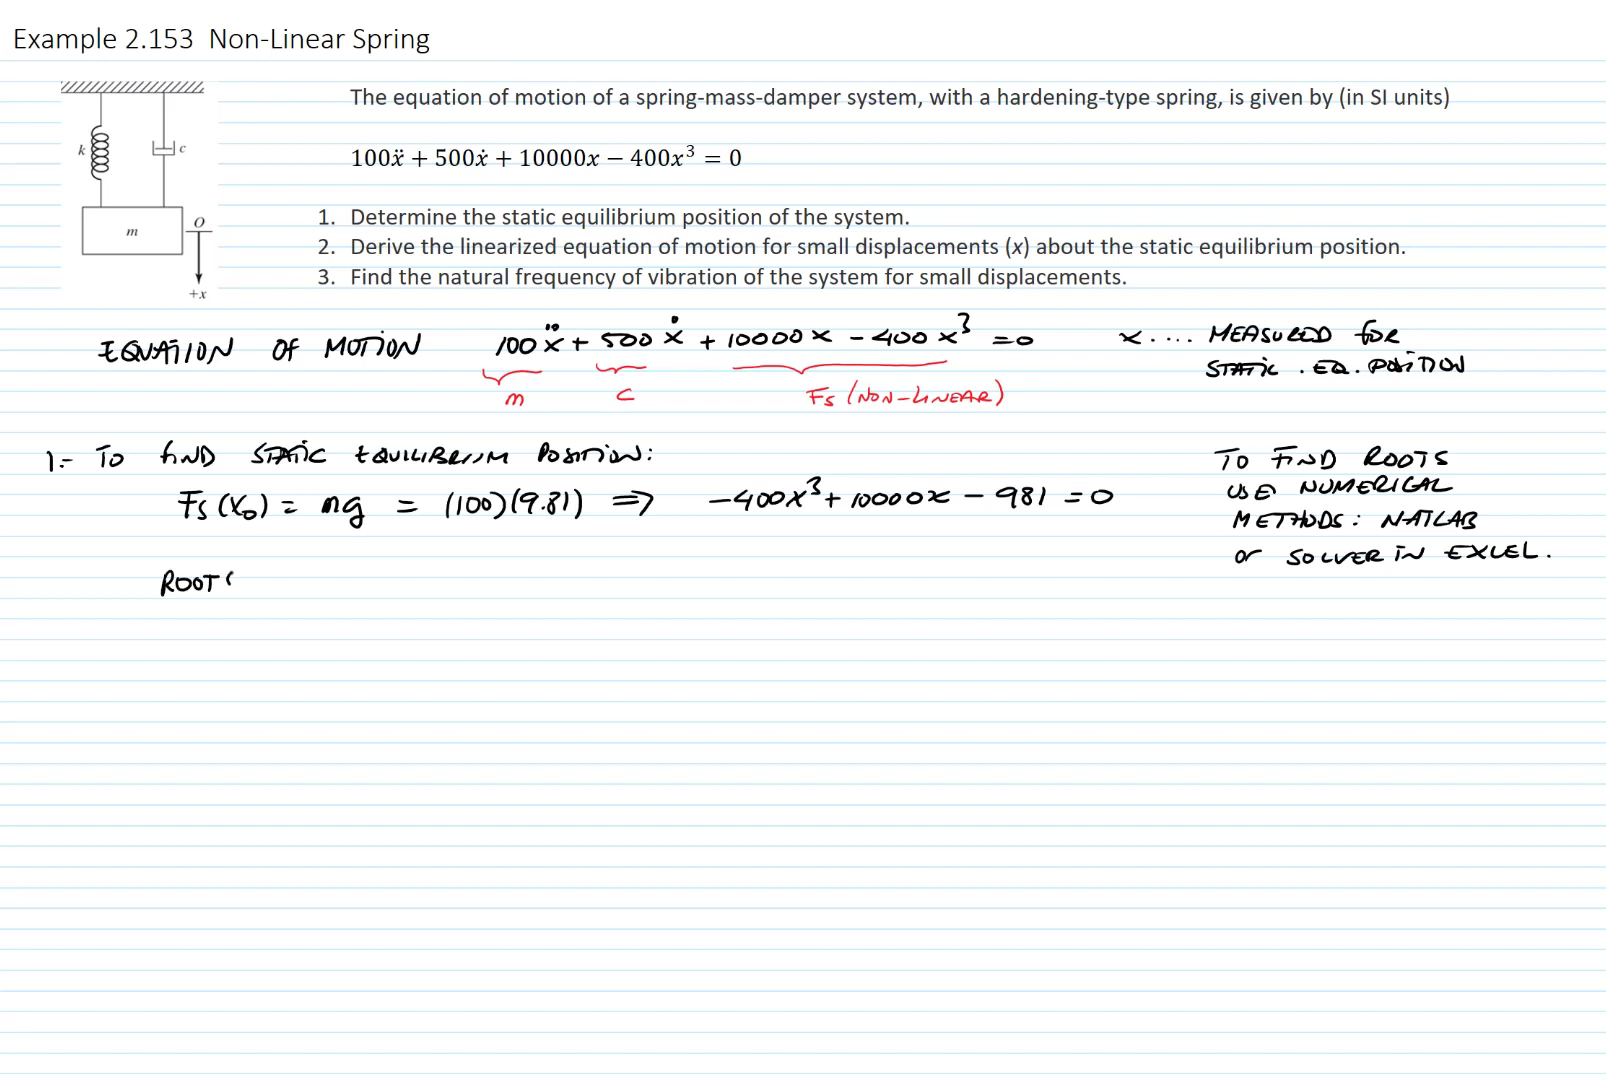 Example 2.153 Non-Linear Spring
The equation of motion of a spring-mass-damper system, with a hardening-type spring, is given by (in SI units)
100ẍ + 500ẋ + 10000x − 400x³ = 0
k
c
m
O
+x
1. Determine the static equilibrium position of the system.
2. Derive the linearized equation of motion for small displacements (x) about the static equilibrium position.
3. Find the natural frequency of vibration of the system for small displacements.
EQUATION OF MOTION 100ẍ + 500ẋ + 10000x − 400x³ = 0
m
c
Fs (NON-LINEAR)
x .... MEASURED FOR
STATIC . EQ. POSITION
1.- TO FIND STATIC EQUILIBRIUM POSITION:
Fs(X₀) = mg = (100)(9.81) ⇒ −400x³ + 10000x − 981 = 0
TO FIND ROOTS
USE NUMERICAL
METHODS: MATLAB
or SOLVER IN EXCEL.
ROOT(